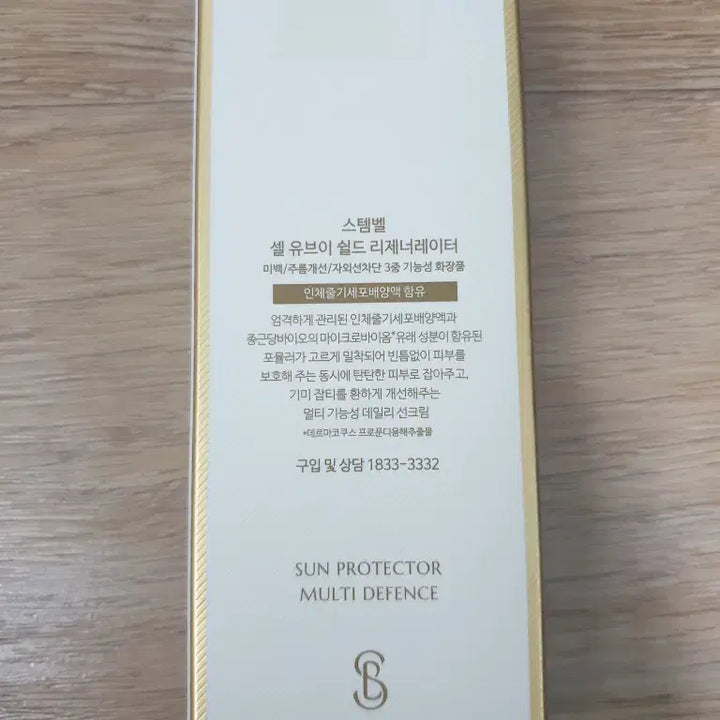 스템벨
셀 유브이 쉴드 리제너레이터
미백/주름개선/자외선차단 3중 기능성 화장품
인체줄기세포배양액 함유
엄격하게 관리된 인체줄기세포배양액과
종근당바이오의 마이크로바이옴*유래 성분이 함유된
포뮬러가 고르게 밀착되어 빈틈없이 피부를
보호해 주는 동시에 탄탄한 피부로 잡아주고,
기미 잡티를 환하게 개선해주는
멀티 기능성 데일리 선크림
*데르마코쿠스 프로푼디용해추출물
구입 및 상담 1833-3332
SUN PROTECTOR
MULTI DEFENCE
SB